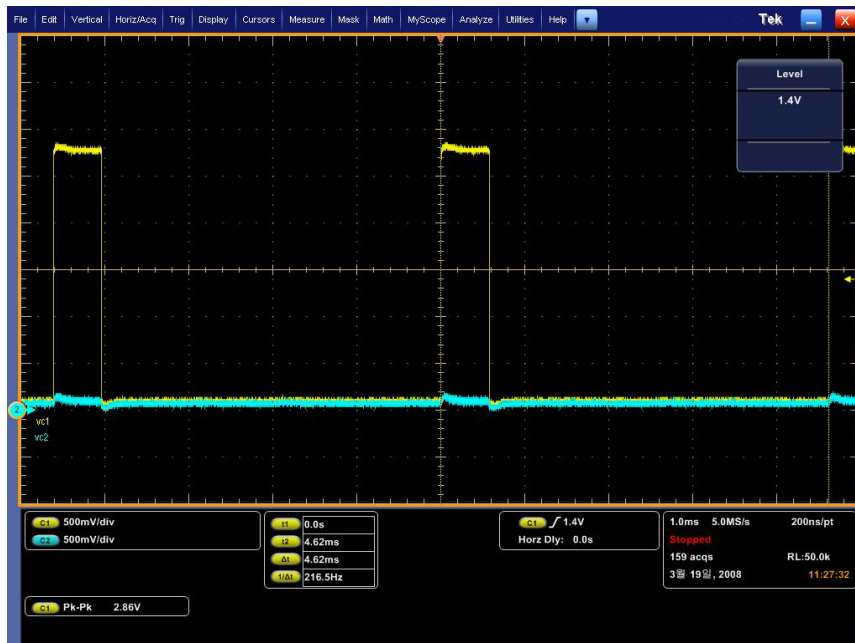 File Edit Vertical Horiz/Acq Trig Display Cursors Measure Mask Math MyScope Analyze Utilities Help Tek X
Level
1.4V
2
vc1
vc2
C1 500mV/div
C2 500mV/div
t1 0.0s
t2 4.62ms
Δt 4.62ms
1/Δt 216.5Hz
C1 1.4V
Horz Dly: 0.0s
1.0ms 5.0MS/s 200ns/pt
Stopped
159 acqs RL:50.0k
3월 19일, 2008 11:27:32
C1 Pk-Pk 2.86V